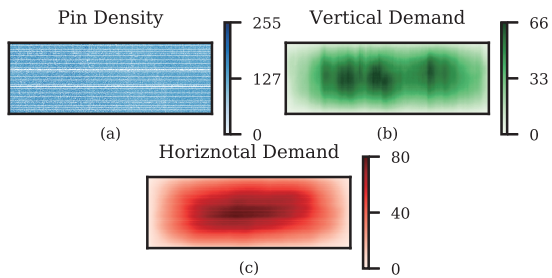 Pin Density
255
127
0
(a)
Vertical Demand
66
33
0
(b)
Horiznotal Demand
80
40
0
(c)